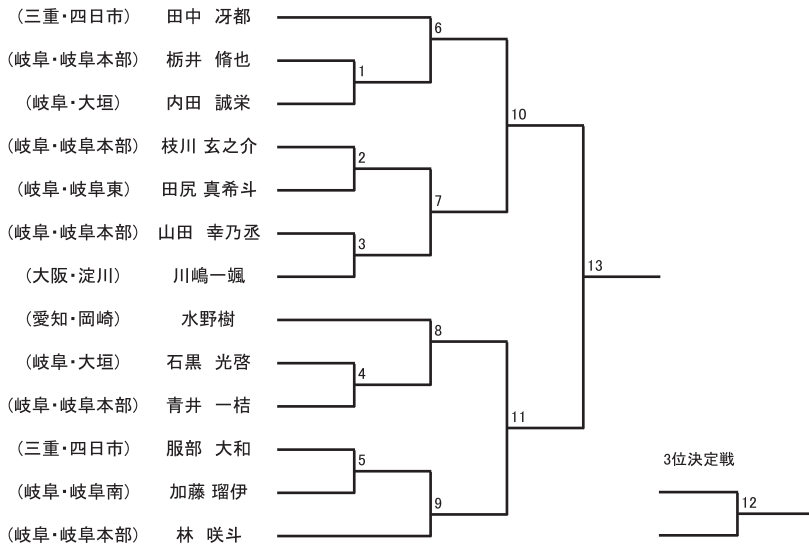 (三重・四日市) 田中 冴都
6
(岐阜・岐阜本部) 栃井 脩也
1
(岐阜・大垣) 内田 誠栄
10
(岐阜・岐阜本部) 枝川 玄之介
2
(岐阜・岐阜東) 田尻 真希斗
7
(岐阜・岐阜本部) 山田 幸乃丞
3
(大阪・淀川) 川嶋一颯
13
(愛知・岡崎) 水野樹
8
(岐阜・大垣) 石黒 光啓
4
(岐阜・岐阜本部) 青井 一桔
11
(三重・四日市) 服部 大和
5
3位決定戦
(岐阜・岐阜南) 加藤 瑠伊
9
12
(岐阜・岐阜本部) 林 咲斗